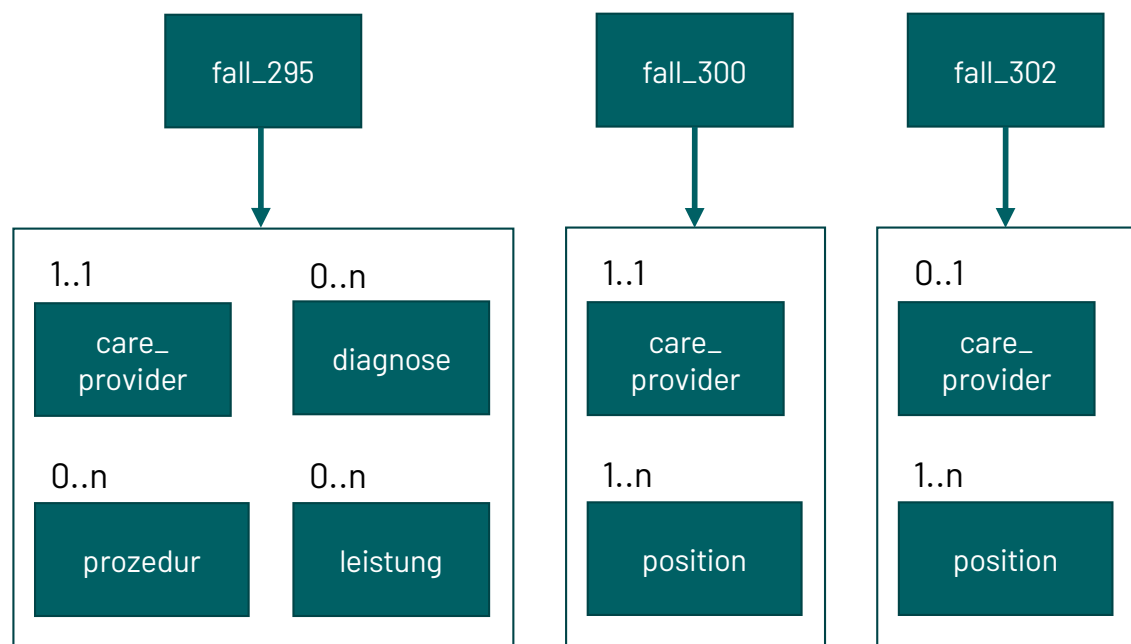 fall_295
fall_300
fall_302
1..1
0..n
care_
provider
diagnose
0..n
0..n
prozedur
leistung
1..1
care_
provider
1..n
position
0..1
care_
provider
1..n
position